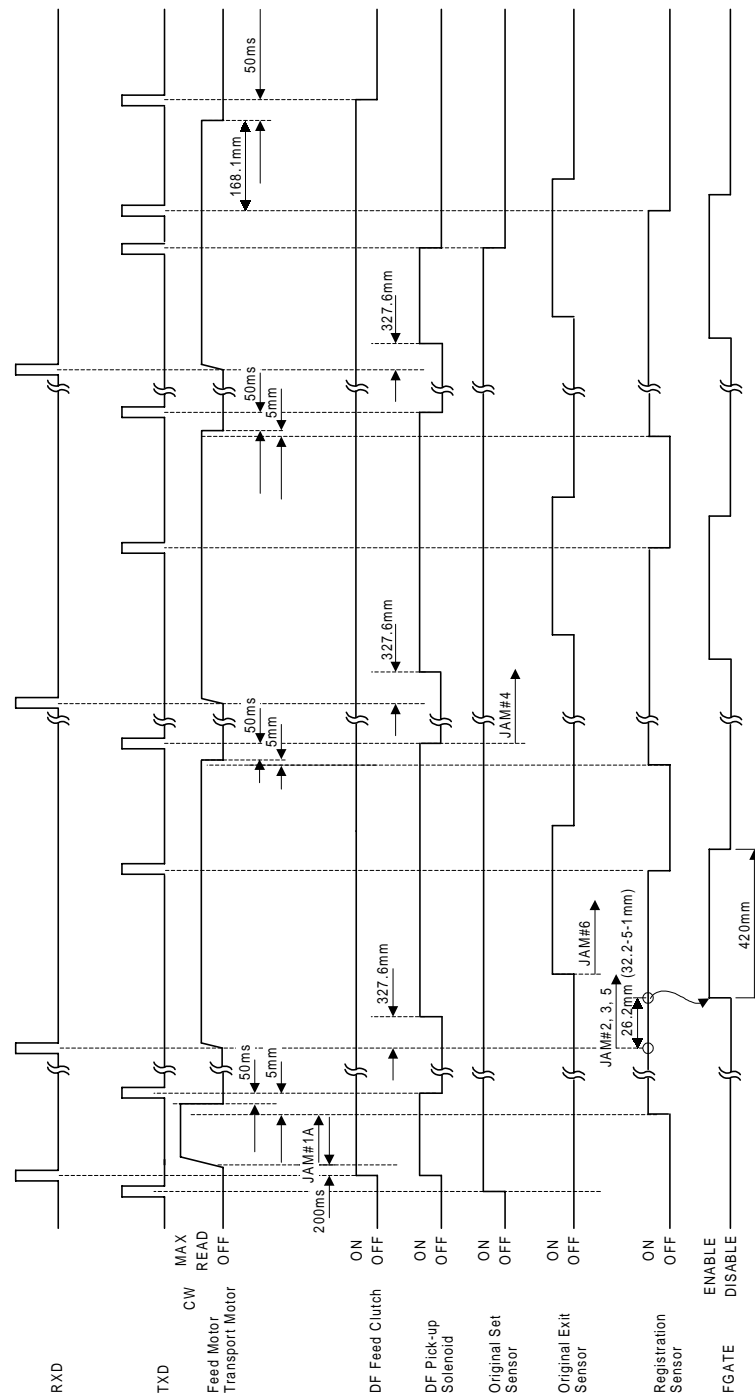 RXD
TXD
CW
MAX
READ
OFF
Feed Motor
Transport Motor
200ms
JAM#1A
50ms
5mm
50ms
5mm
50ms
5mm
168.1mm
50ms
DF Feed Clutch
ON
OFF
DF Pick-up
Solenoid
ON
OFF
327.6mm
327.6mm
327.6mm
Original Set
Sensor
ON
OFF
JAM#4
Original Exit
Sensor
ON
OFF
JAM#6
JAM#2, 3, 5
26.2mm (32.2-5-1mm)
Registration
Sensor
ON
OFF
FGATE
ENABLE
DISABLE
420mm